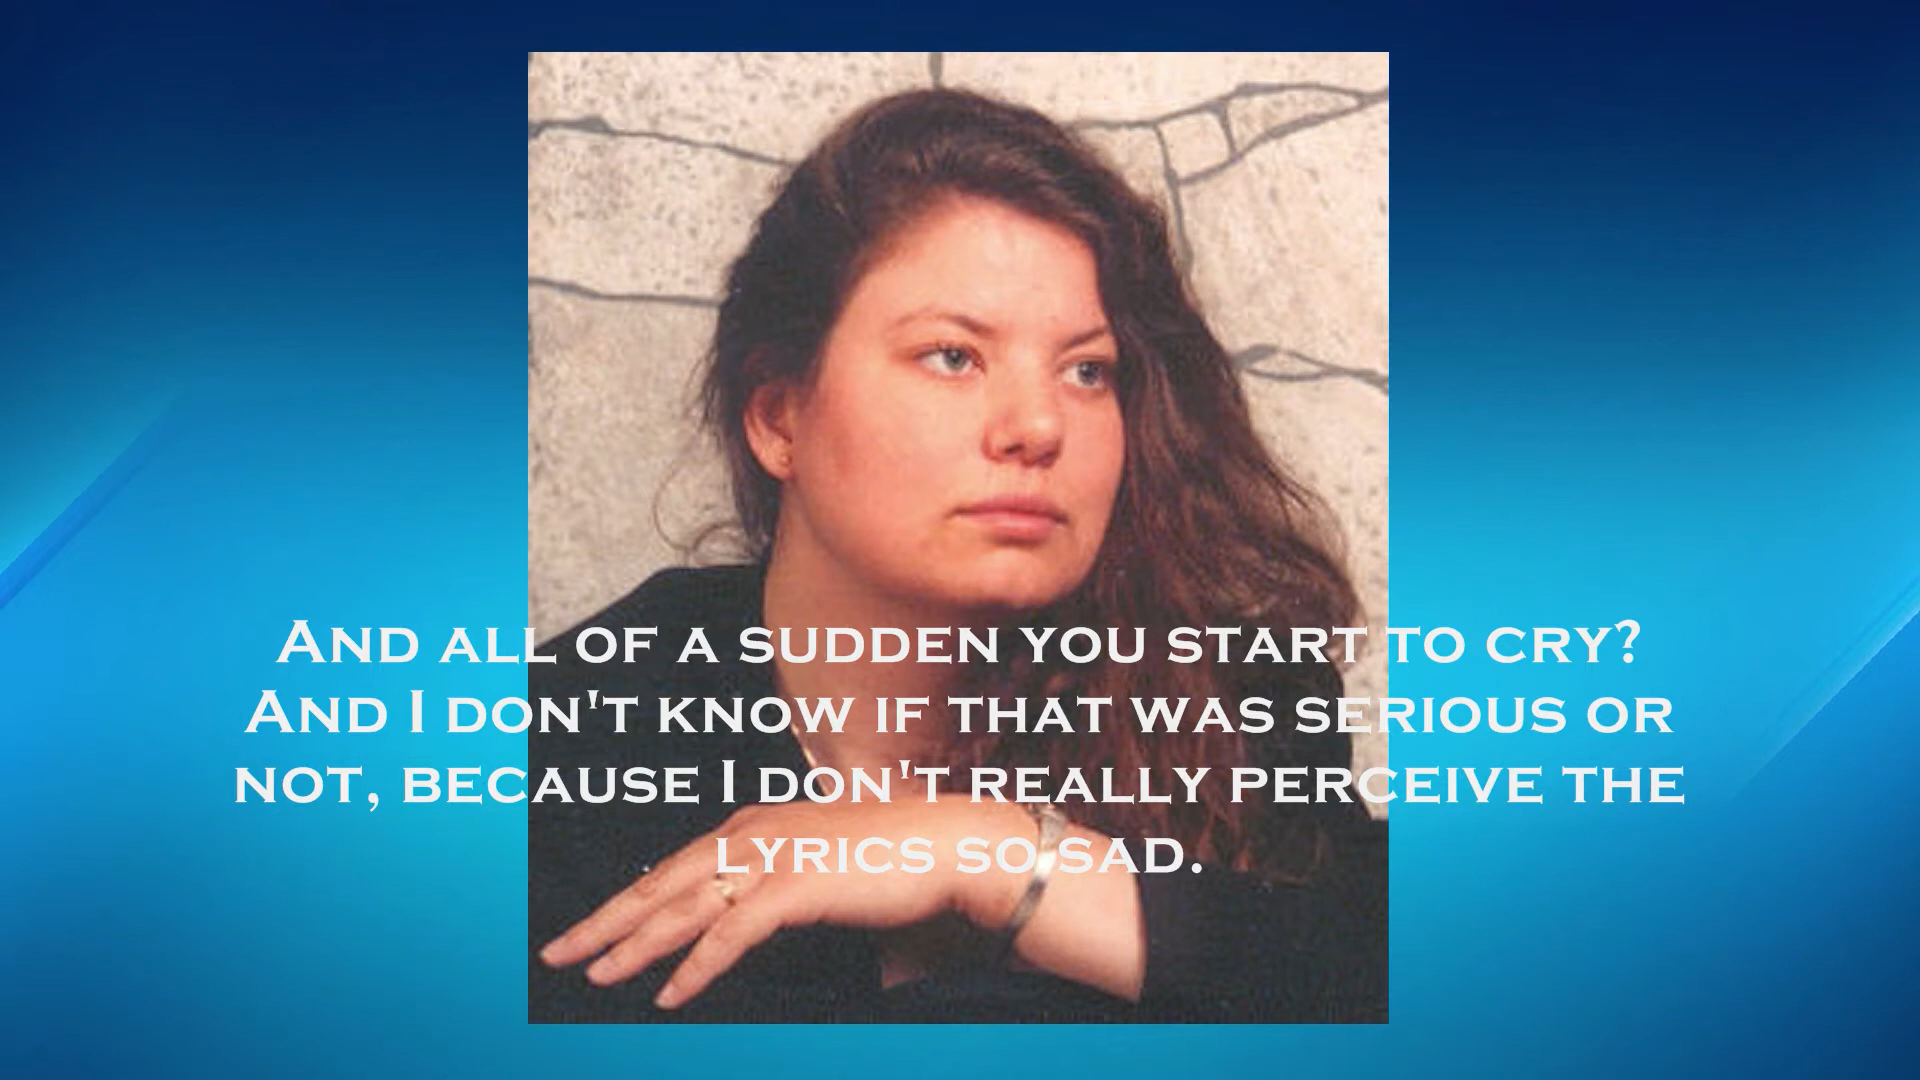 And all of a sudden you start to cry?
And I don't know if that was serious or
not, because I don't really perceive the
lyrics so sad.